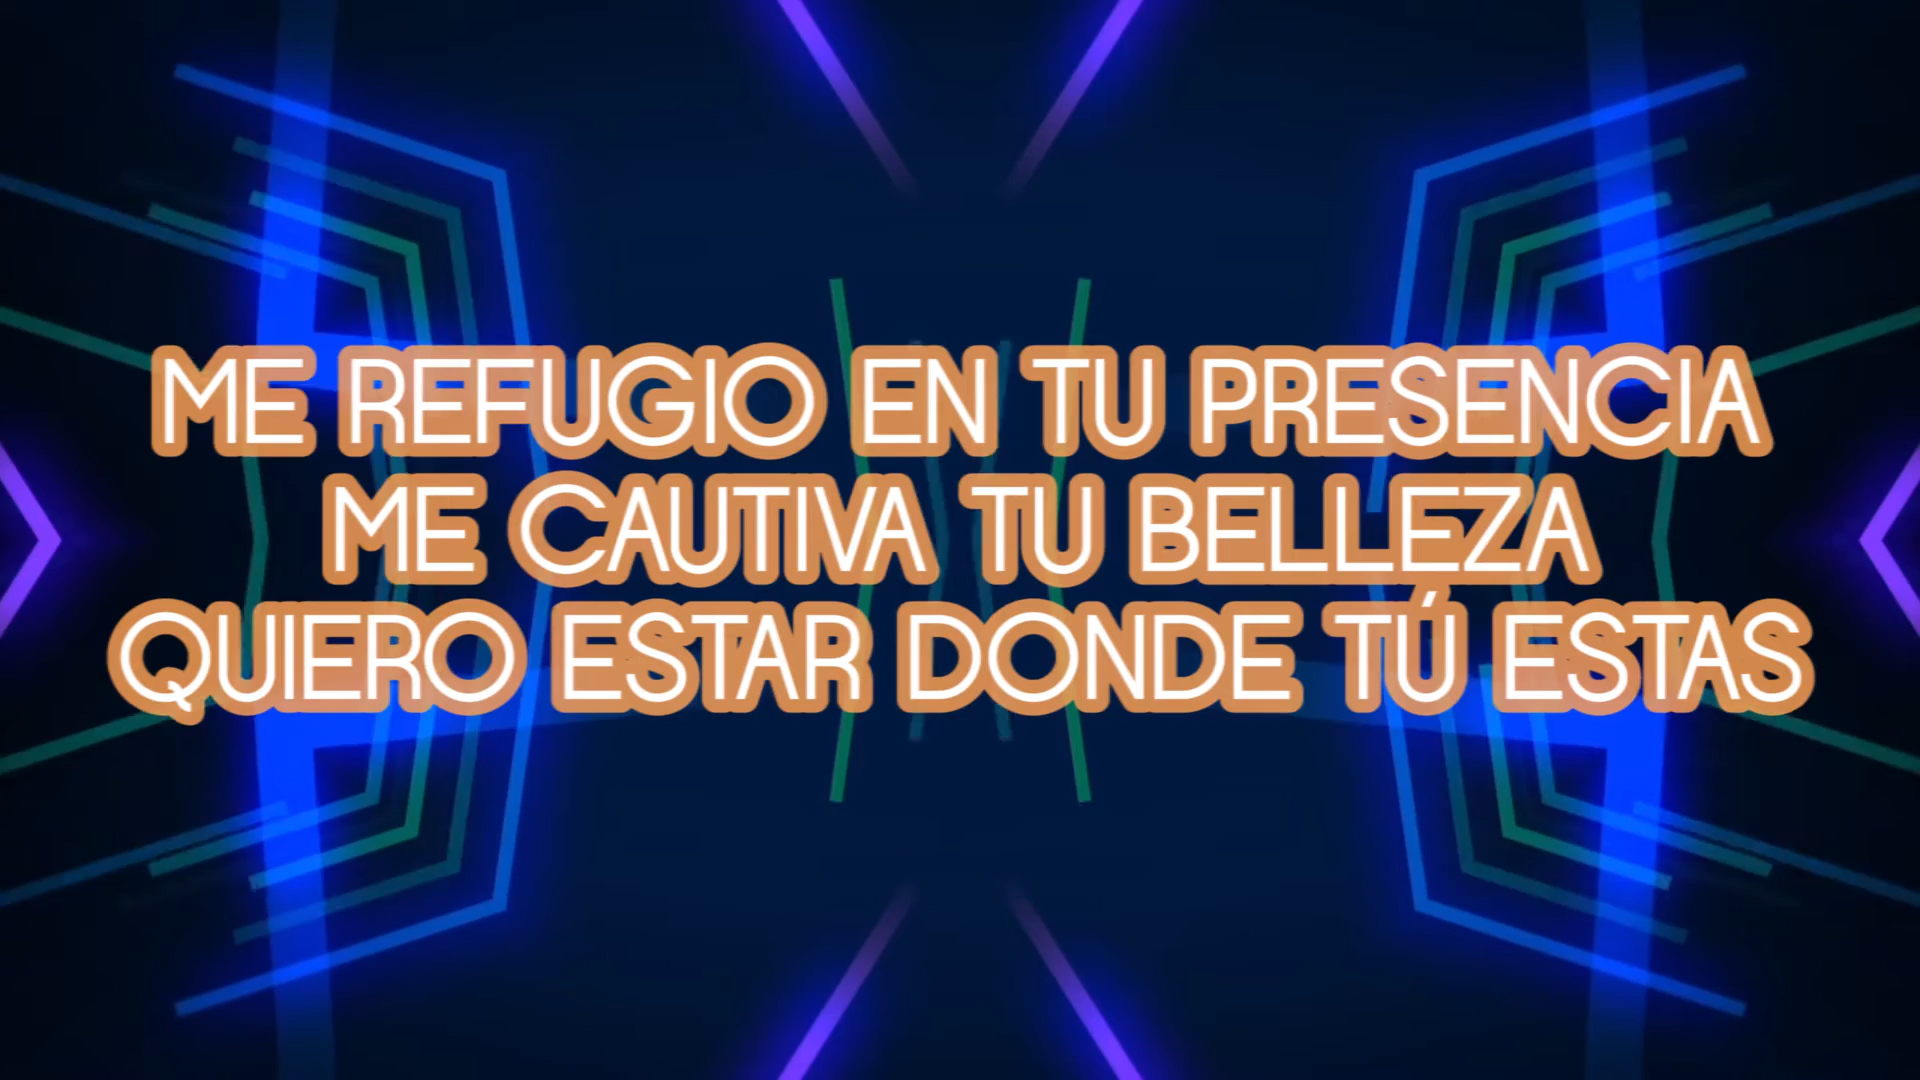 ME REFUGIO EN TU PRESENCIA
ME CAUTIVA TU BELLEZA
QUIERO ESTAR DONDE TÚ ESTAS